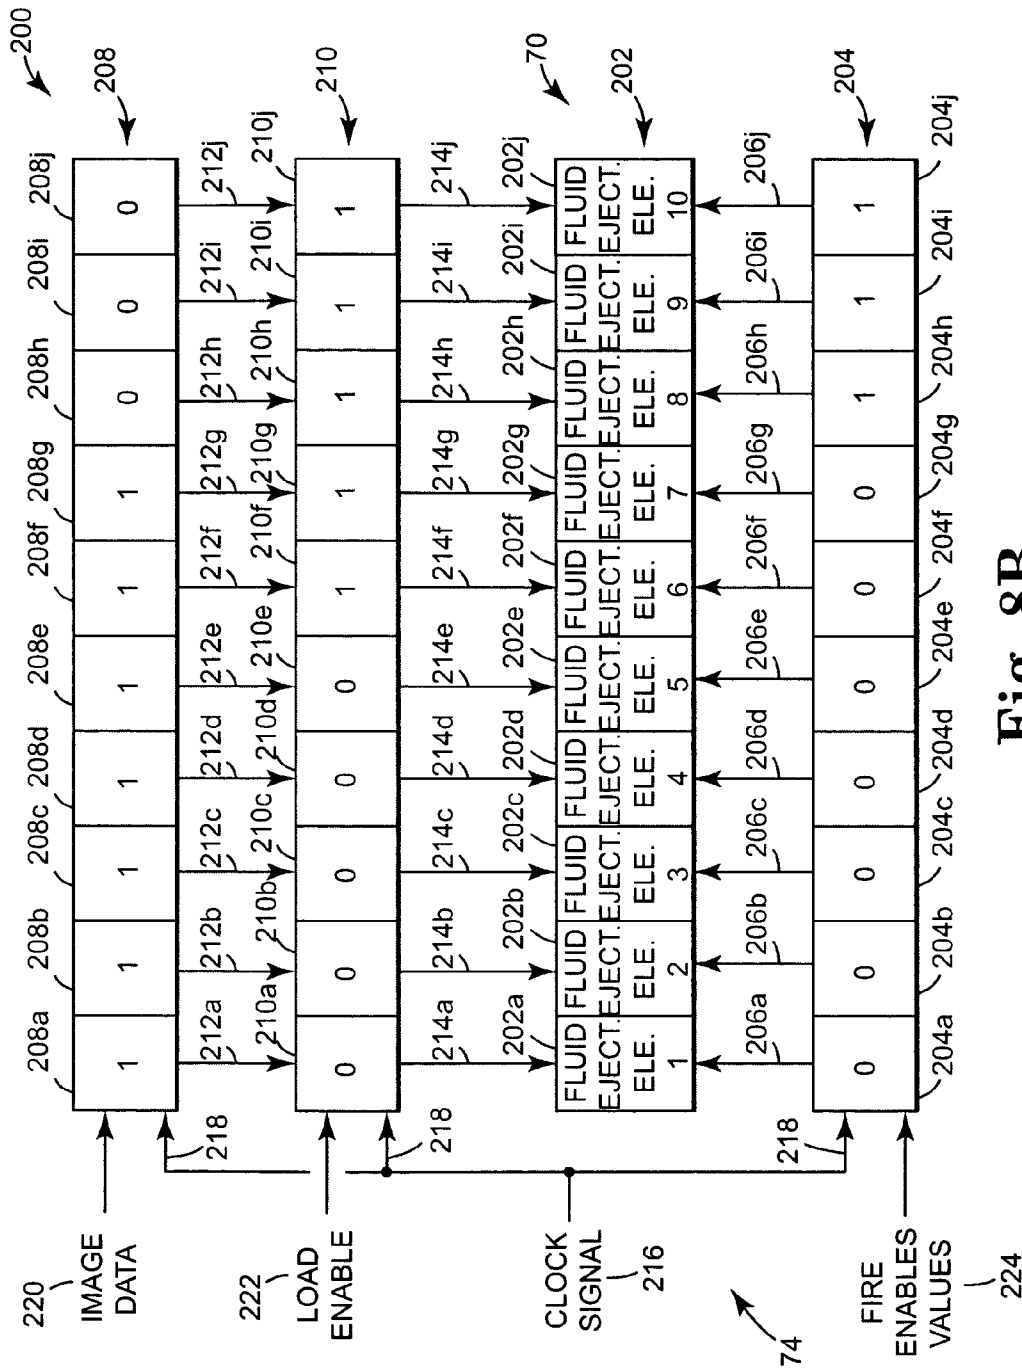 200
208
208a 208b 208c 208d 208e 208f 208g 208h 208i 208j
220
IMAGE
DATA
1 1 1 1 1 1 1 0 0 0
218
212a 212b 212c 212d 212e 212f 212g 212h 212i 212j
210a 210b 210c 210d 210e 210f 210g 210h 210i 210j
210
222
LOAD
ENABLE
0 0 0 0 0 1 1 1 1 1
218
214a 214b 214c 214d 214e 214f 214g 214h 214i 214j
70
202
202a 202b 202c 202d 202e 202f 202g 202h 202i 202j
CLOCK
SIGNAL
216
FLUID FLUID FLUID FLUID FLUID FLUID FLUID FLUID FLUID FLUID
EJECT. EJECT. EJECT. EJECT. EJECT. EJECT. EJECT. EJECT. EJECT. EJECT.
ELE. ELE. ELE. ELE. ELE. ELE. ELE. ELE. ELE. ELE.
1 2 3 4 5 6 7 8 9 10
206a 206b 206c 206d 206e 206f 206g 206h 206i 206j
218
204
74
FIRE
ENABLES
VALUES
224
0 0 0 0 0 0 0 1 1 1
204a 204b 204c 204d 204e 204f 204g 204h 204i 204j
Fig. 8B